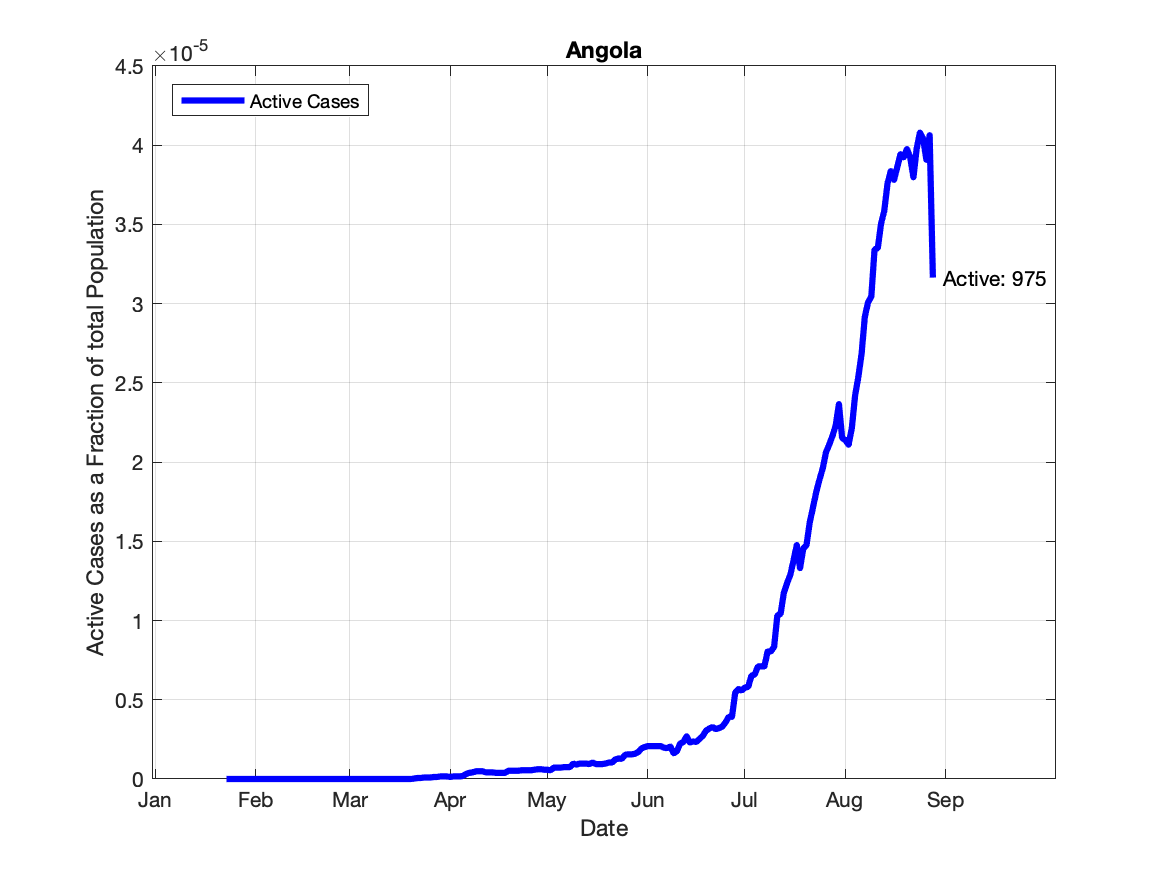 Angola
×10-5
4.5
4
3.5
3
2.5
2
1.5
1
0.5
0
Active Cases
Active: 975
Active Cases as a Fraction of total Population
Jan Feb Mar Apr May Jun Jul Aug Sep
Date